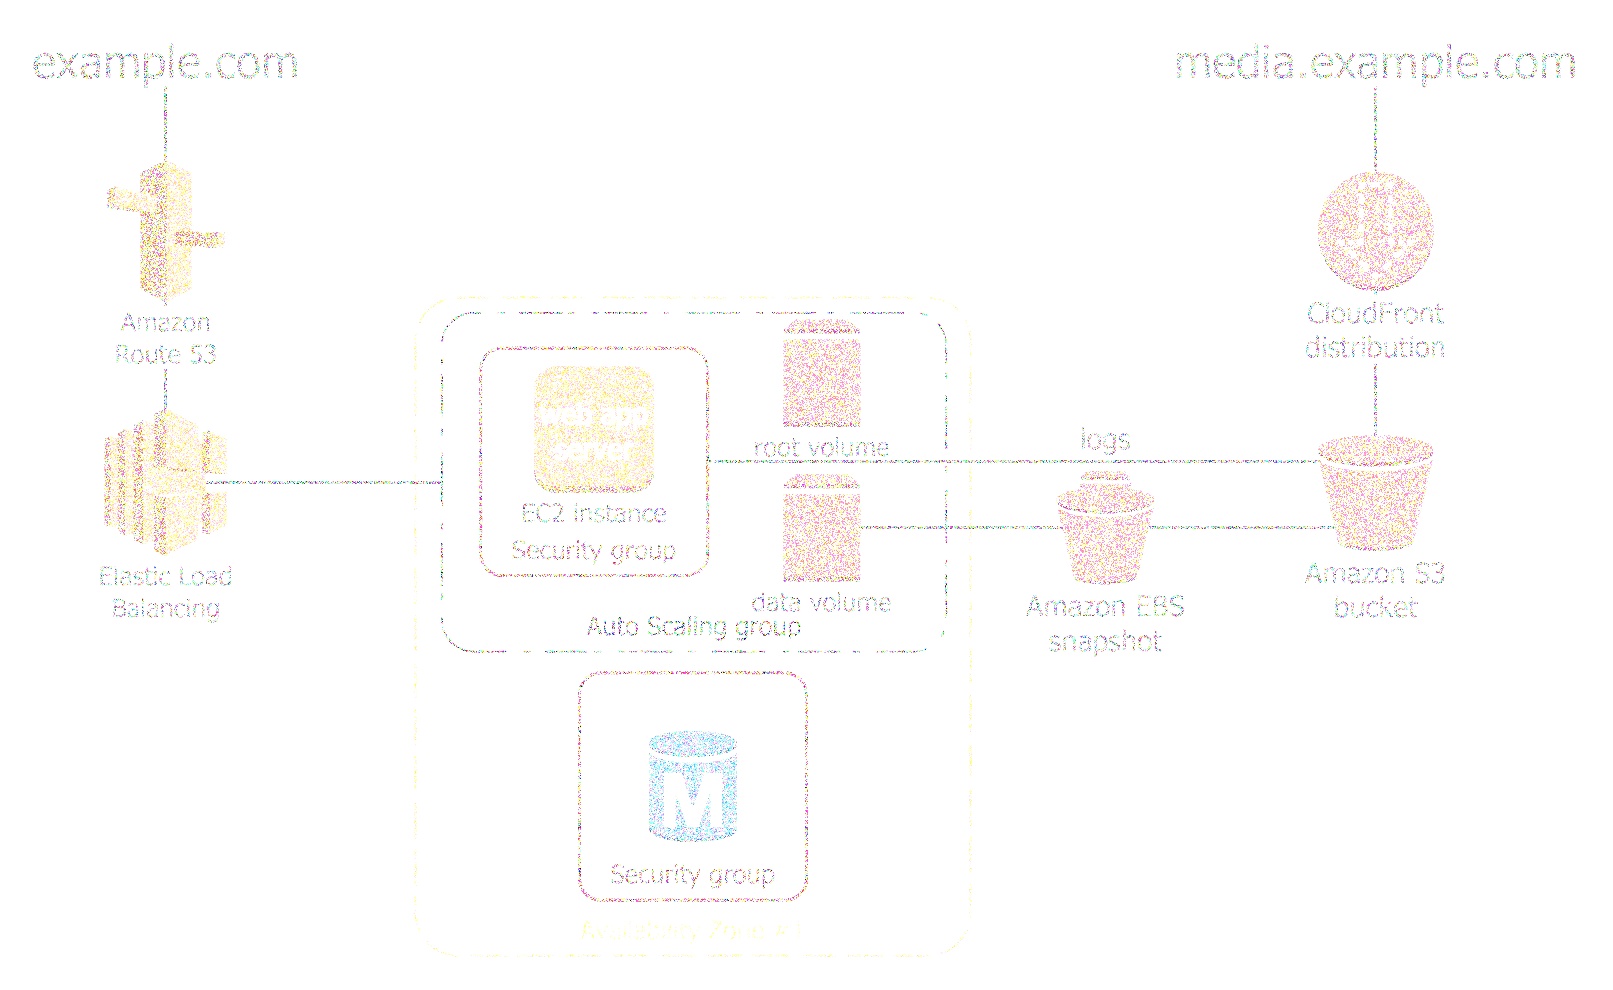 example.com
media.example.com
Amazon
Route 53
CloudFront
distribution
web app
server
root volume
logs
EC2 instance
Security group
Elastic Load
Balancing
data volume
Auto Scaling group
Amazon EBS
snapshot
Amazon S3
bucket
M
Security group
Availability Zone